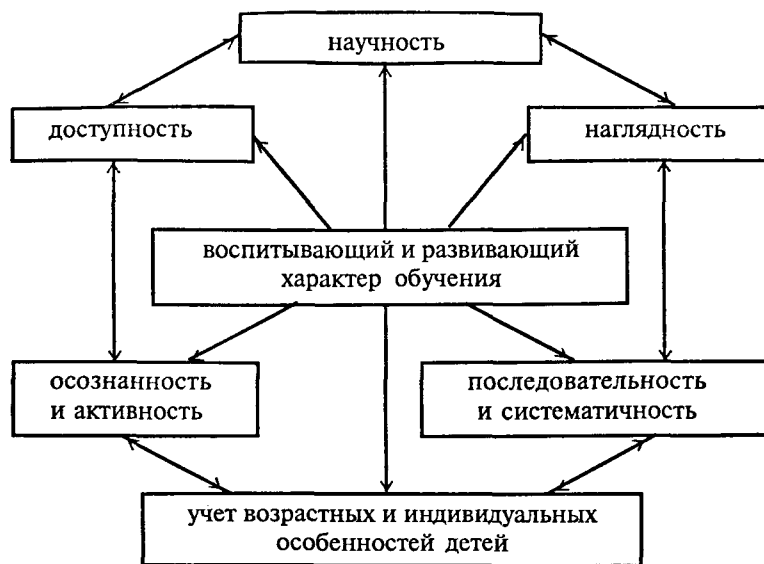 научность
доступность
наглядность
воспитывающий и развивающий
характер обучения
осознанность
и активность
последовательность
и систематичность
учет возрастных и индивидуальных
особенностей детей